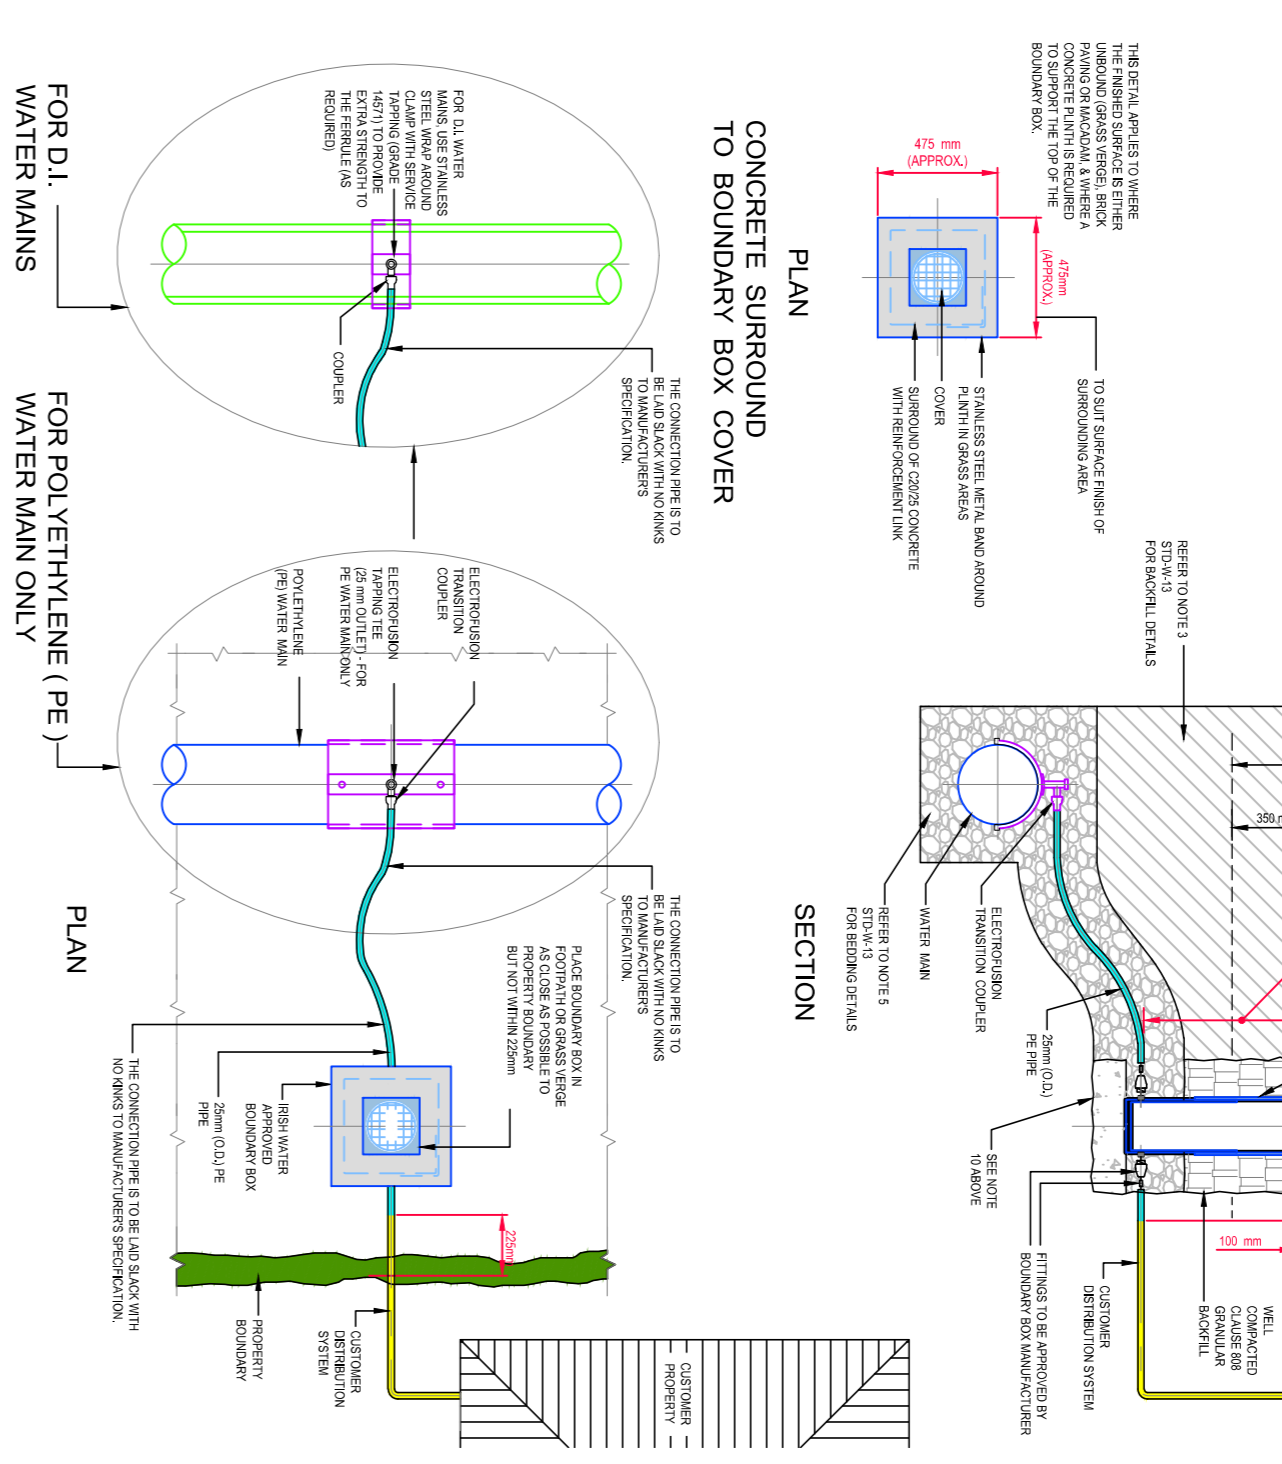 THIS DETAIL APPLIES TO WHERE
THE FINISHED SURFACE IS EITHER
UNBOUND (GRASS VERGE), BRICK
PAVING OR MACADAM, & WHERE A
CONCRETE PLINTH IS REQUIRED
TO SUPPORT THE TOP OF THE
BOUNDARY BOX.
475 mm
(APPROX.)
475mm
(APPROX.)
TO SUIT SURFACE FINISH OF
SURROUNDING AREA
STAINLESS STEEL METAL BAND AROUND
PLINTH IN GRASS AREAS
COVER
SURROUND OF C20/25 CONCRETE
WITH REINFORCEMENT LINK
PLAN
CONCRETE SURROUND
TO BOUNDARY BOX COVER
REFER TO NOTE 3
STD-W-13
FOR BACKFILL DETAILS
350 m
100 mm
WELL
COMPACTED
CLAUSE 808
GRANULAR
BACKFILL
CUSTOMER
DISTRIBUTION SYSTEM
FITTINGS TO BE APPROVED BY
BOUNDARY BOX MANUFACTURER
SEE NOTE
10 ABOVE
25mm (O.D.)
PE PIPE
ELECTROFUSION
TRANSITION COUPLER
WATER MAIN
REFER TO NOTE 5
STD-W-13
FOR BEDDING DETAILS
SECTION
FOR D.I. WATER
MAINS, USE STAINLESS
STEEL WRAP AROUND
CLAMP WITH SERVICE
TAPPING (GRADE
14571) TO PROVIDE
EXTRA STRENGTH TO
THE FERRULE (AS
REQUIRED)
COUPLER
THE CONNECTION PIPE IS TO
BE LAID SLACK WITH NO KINKS
TO MANUFACTURER'S
SPECIFICATION.
FOR D.I.
WATER MAINS
ELECTROFUSION
TRANSITION
COUPLER
ELECTROFUSION
TAPPING TEE
(25 mm OUTLET) - FOR
PE WATER MAIN ONLY
POYLETHYLENE
(PE) WATER MAIN
THE CONNECTION PIPE IS TO
BE LAID SLACK WITH NO KINKS
TO MANUFACTURER'S
SPECIFICATION.
FOR POLYETHYLENE ( PE )
WATER MAIN ONLY
PLACE BOUNDARY BOX IN
FOOTPATH OR GRASS VERGE
AS CLOSE AS POSSIBLE TO
PROPERTY BOUNDARY
BUT NOT WITHIN 225mm
225mm
IRISH WATER
APPROVED
BOUNDARY BOX
25mm (O.D.) PE
PIPE
THE CONNECTION PIPE IS TO BE LAID SLACK WITH
NO KINKS TO MANUFACTURER'S SPECIFICATION.
PROPERTY
BOUNDARY
CUSTOMER
DISTRIBUTION
SYSTEM
CUSTOMER
PROPERTY
PLAN